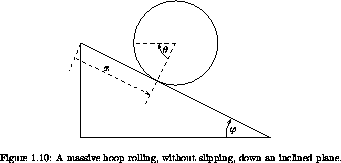 θ
x
φ
Figure 1.10: A massive hoop rolling, without slipping, down an inclined plane.